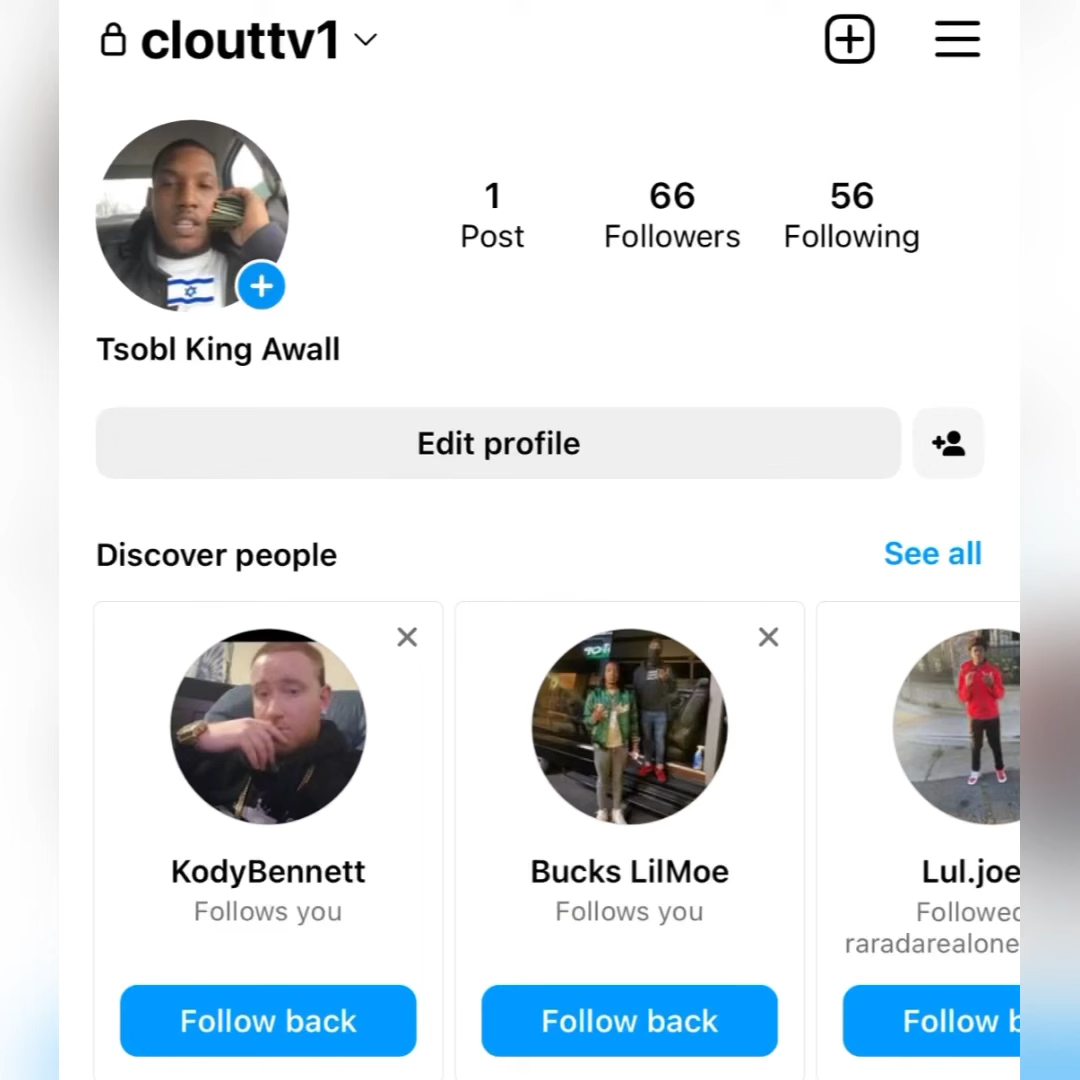 clouttv1
1
Post
66
Followers
56
Following
Tsobl King Awall
Edit profile
Discover people
See all
KodyBennett
Follows you
Follow back
Bucks LilMoe
Follows you
Follow back
Lul.joe
Followed
raradarealone
Follow b